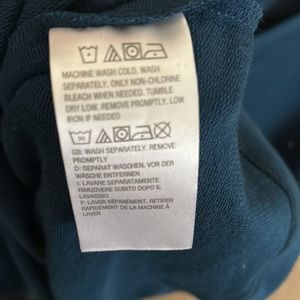 MACHINE WASH COLD. WASH
SEPARATELY. ONLY NON-CHLORINE
BLEACH WHEN NEEDED. TUMBLE
DRY LOW. REMOVE PROMPTLY. LOW
IRON IF NEEDED
30
GB: WASH SEPARATELY. REMOVE
PROMPTLY
D: SEPARAT WASCHEN. VOR DER
WÄSCHE ENTFERNEN
I: LAVARE SEPARATAMENTE.
RIMUOVERE SUBITO DOPO IL
LAVAGGIO
F: LAVER SEPAREMENT. RETIRER
RAPIDEMENT DE LA MACHINE À
LAVER